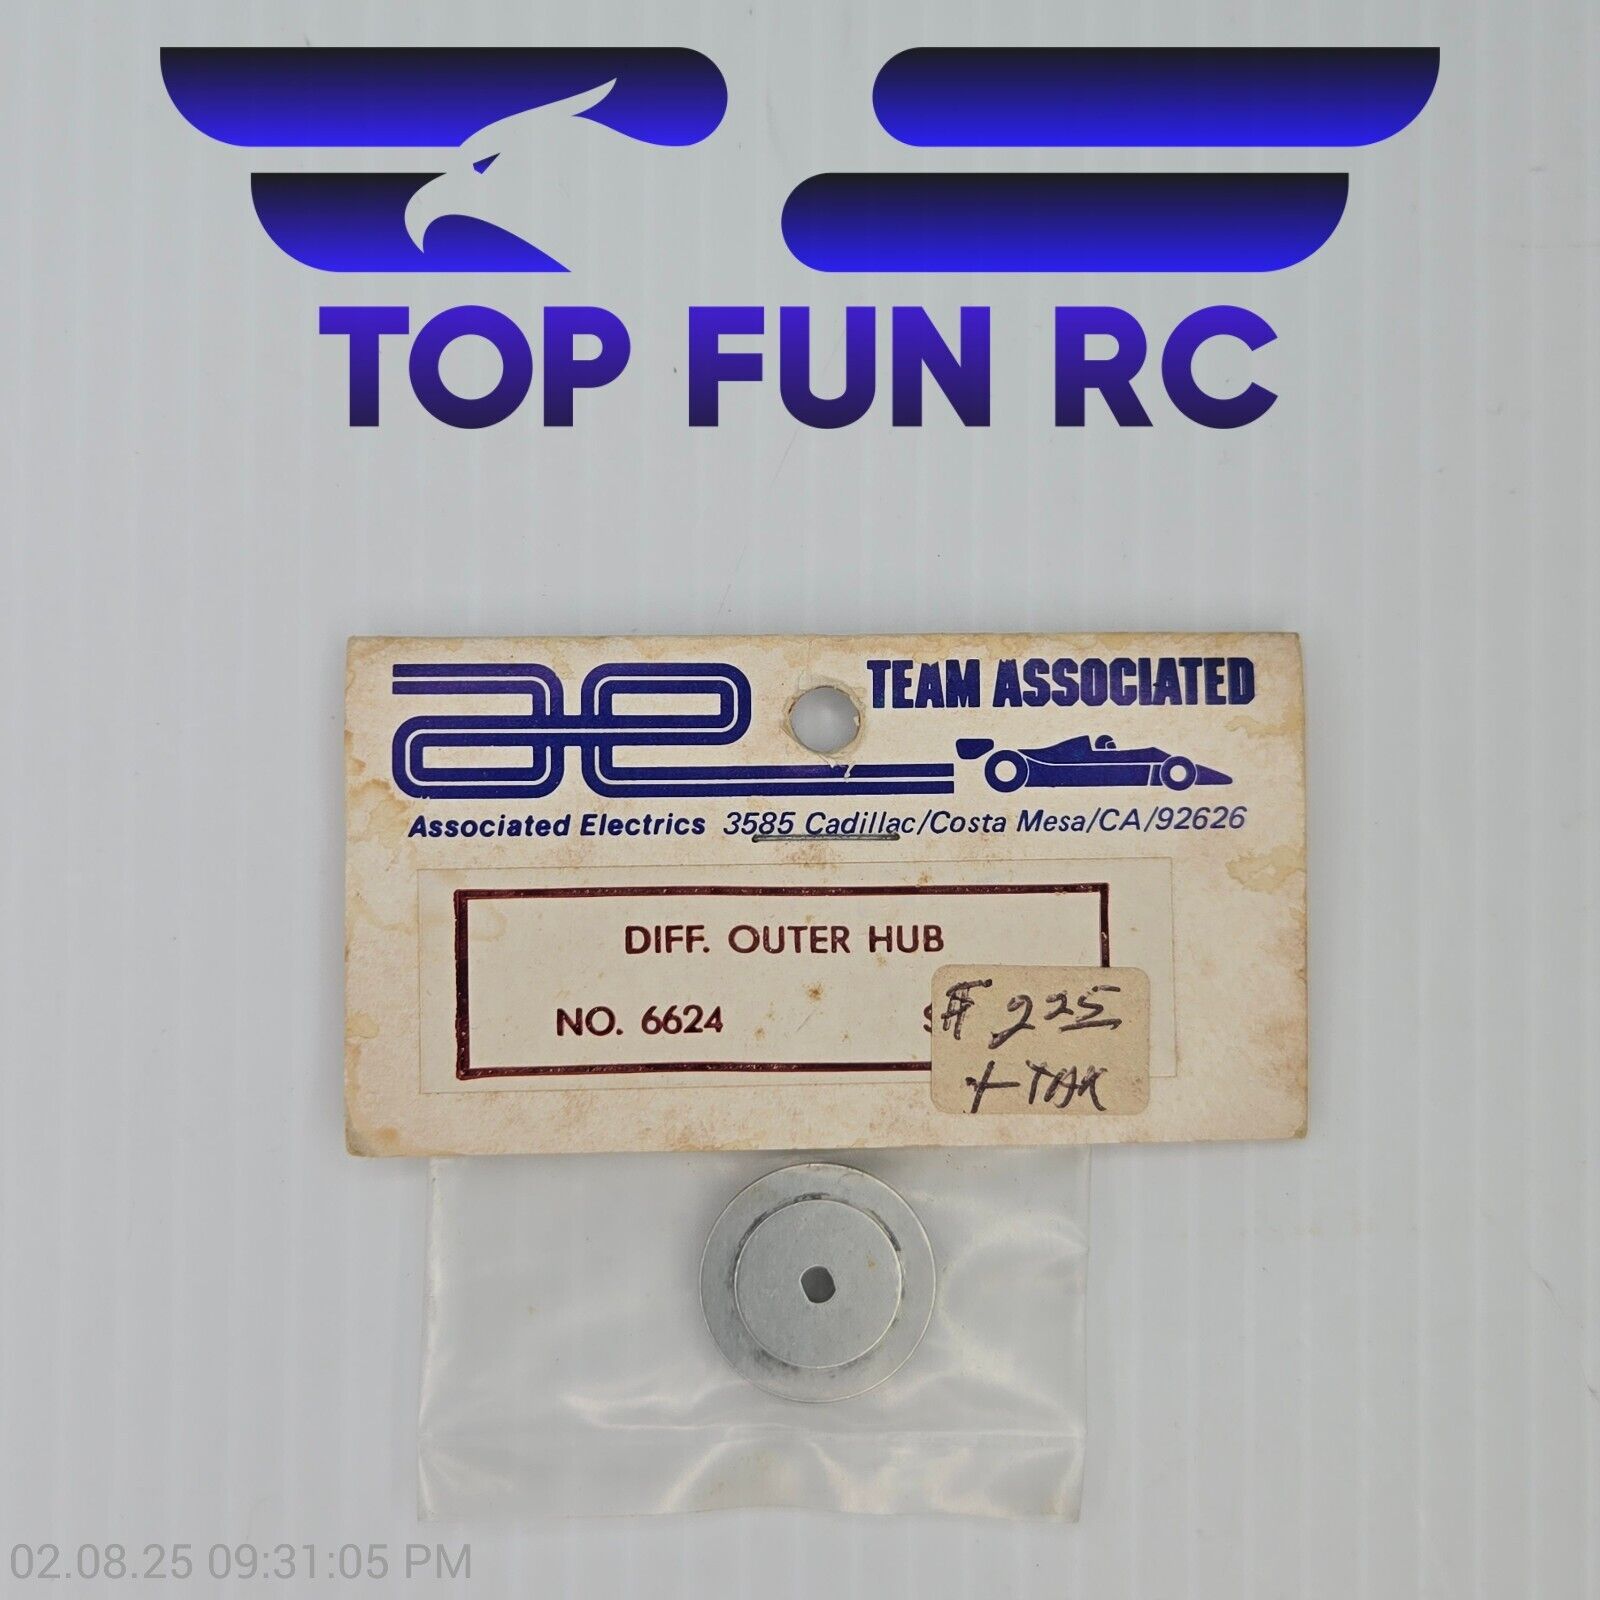 TOP FUN RC
ae TEAM ASSOCIATED
Associated Electrics 3585 Cadillac/Costa Mesa/CA/92626
DIFF. OUTER HUB
NO. 6624
$ 2 25
+ TAX
02.08.25 09:31:05 PM